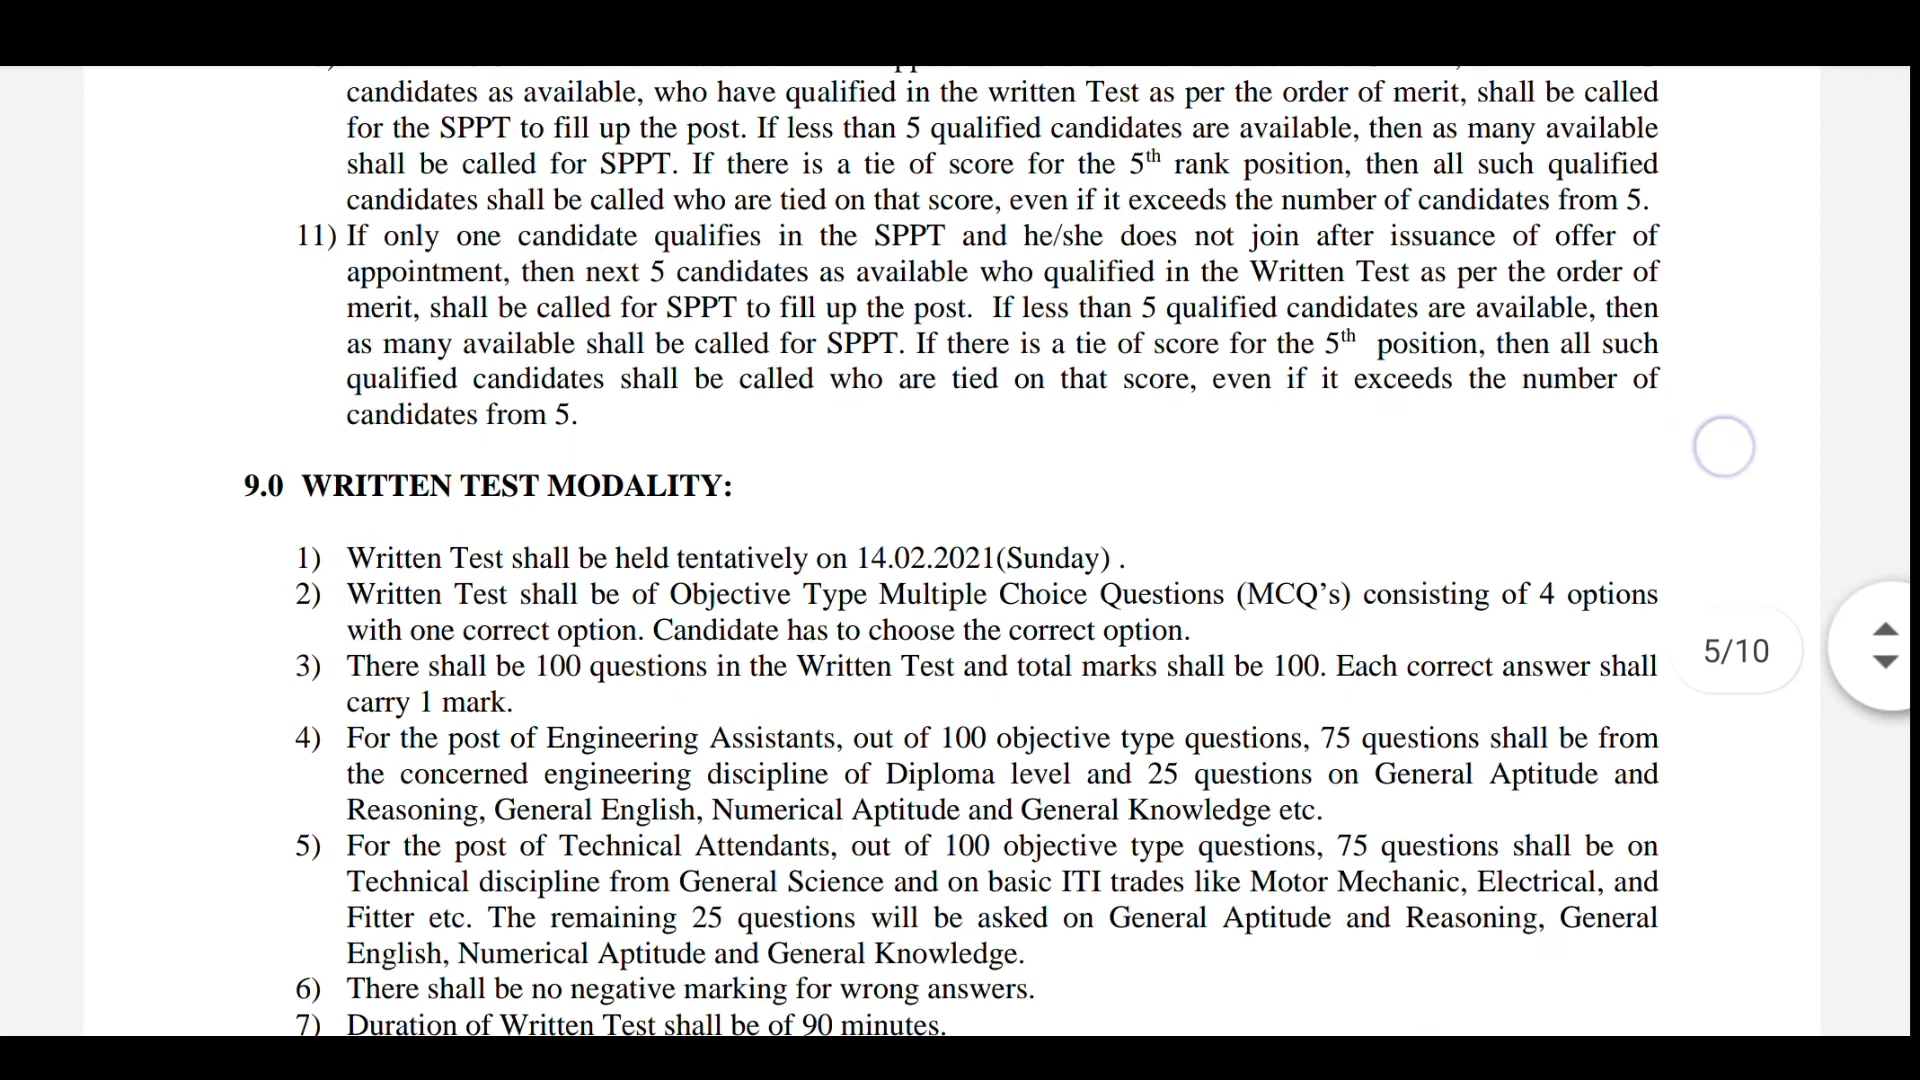 candidates as available, who have qualified in the written Test as per the order of merit, shall be called
for the SPPT to fill up the post. If less than 5 qualified candidates are available, then as many available
shall be called for SPPT. If there is a tie of score for the 5th rank position, then all such qualified
candidates shall be called who are tied on that score, even if it exceeds the number of candidates from 5.
11) If only one candidate qualifies in the SPPT and he/she does not join after issuance of offer of
appointment, then next 5 candidates as available who qualified in the Written Test as per the order of
merit, shall be called for SPPT to fill up the post. If less than 5 qualified candidates are available, then
as many available shall be called for SPPT. If there is a tie of score for the 5th position, then all such
qualified candidates shall be called who are tied on that score, even if it exceeds the number of
candidates from 5.
9.0 WRITTEN TEST MODALITY:
1) Written Test shall be held tentatively on 14.02.2021(Sunday) .
2) Written Test shall be of Objective Type Multiple Choice Questions (MCQ’s) consisting of 4 options
with one correct option. Candidate has to choose the correct option.
3) There shall be 100 questions in the Written Test and total marks shall be 100. Each correct answer shall
carry 1 mark.
4) For the post of Engineering Assistants, out of 100 objective type questions, 75 questions shall be from
the concerned engineering discipline of Diploma level and 25 questions on General Aptitude and
Reasoning, General English, Numerical Aptitude and General Knowledge etc.
5) For the post of Technical Attendants, out of 100 objective type questions, 75 questions shall be on
Technical discipline from General Science and on basic ITI trades like Motor Mechanic, Electrical, and
Fitter etc. The remaining 25 questions will be asked on General Aptitude and Reasoning, General
English, Numerical Aptitude and General Knowledge.
6) There shall be no negative marking for wrong answers.
7) Duration of Written Test shall be of 90 minutes.
5/10